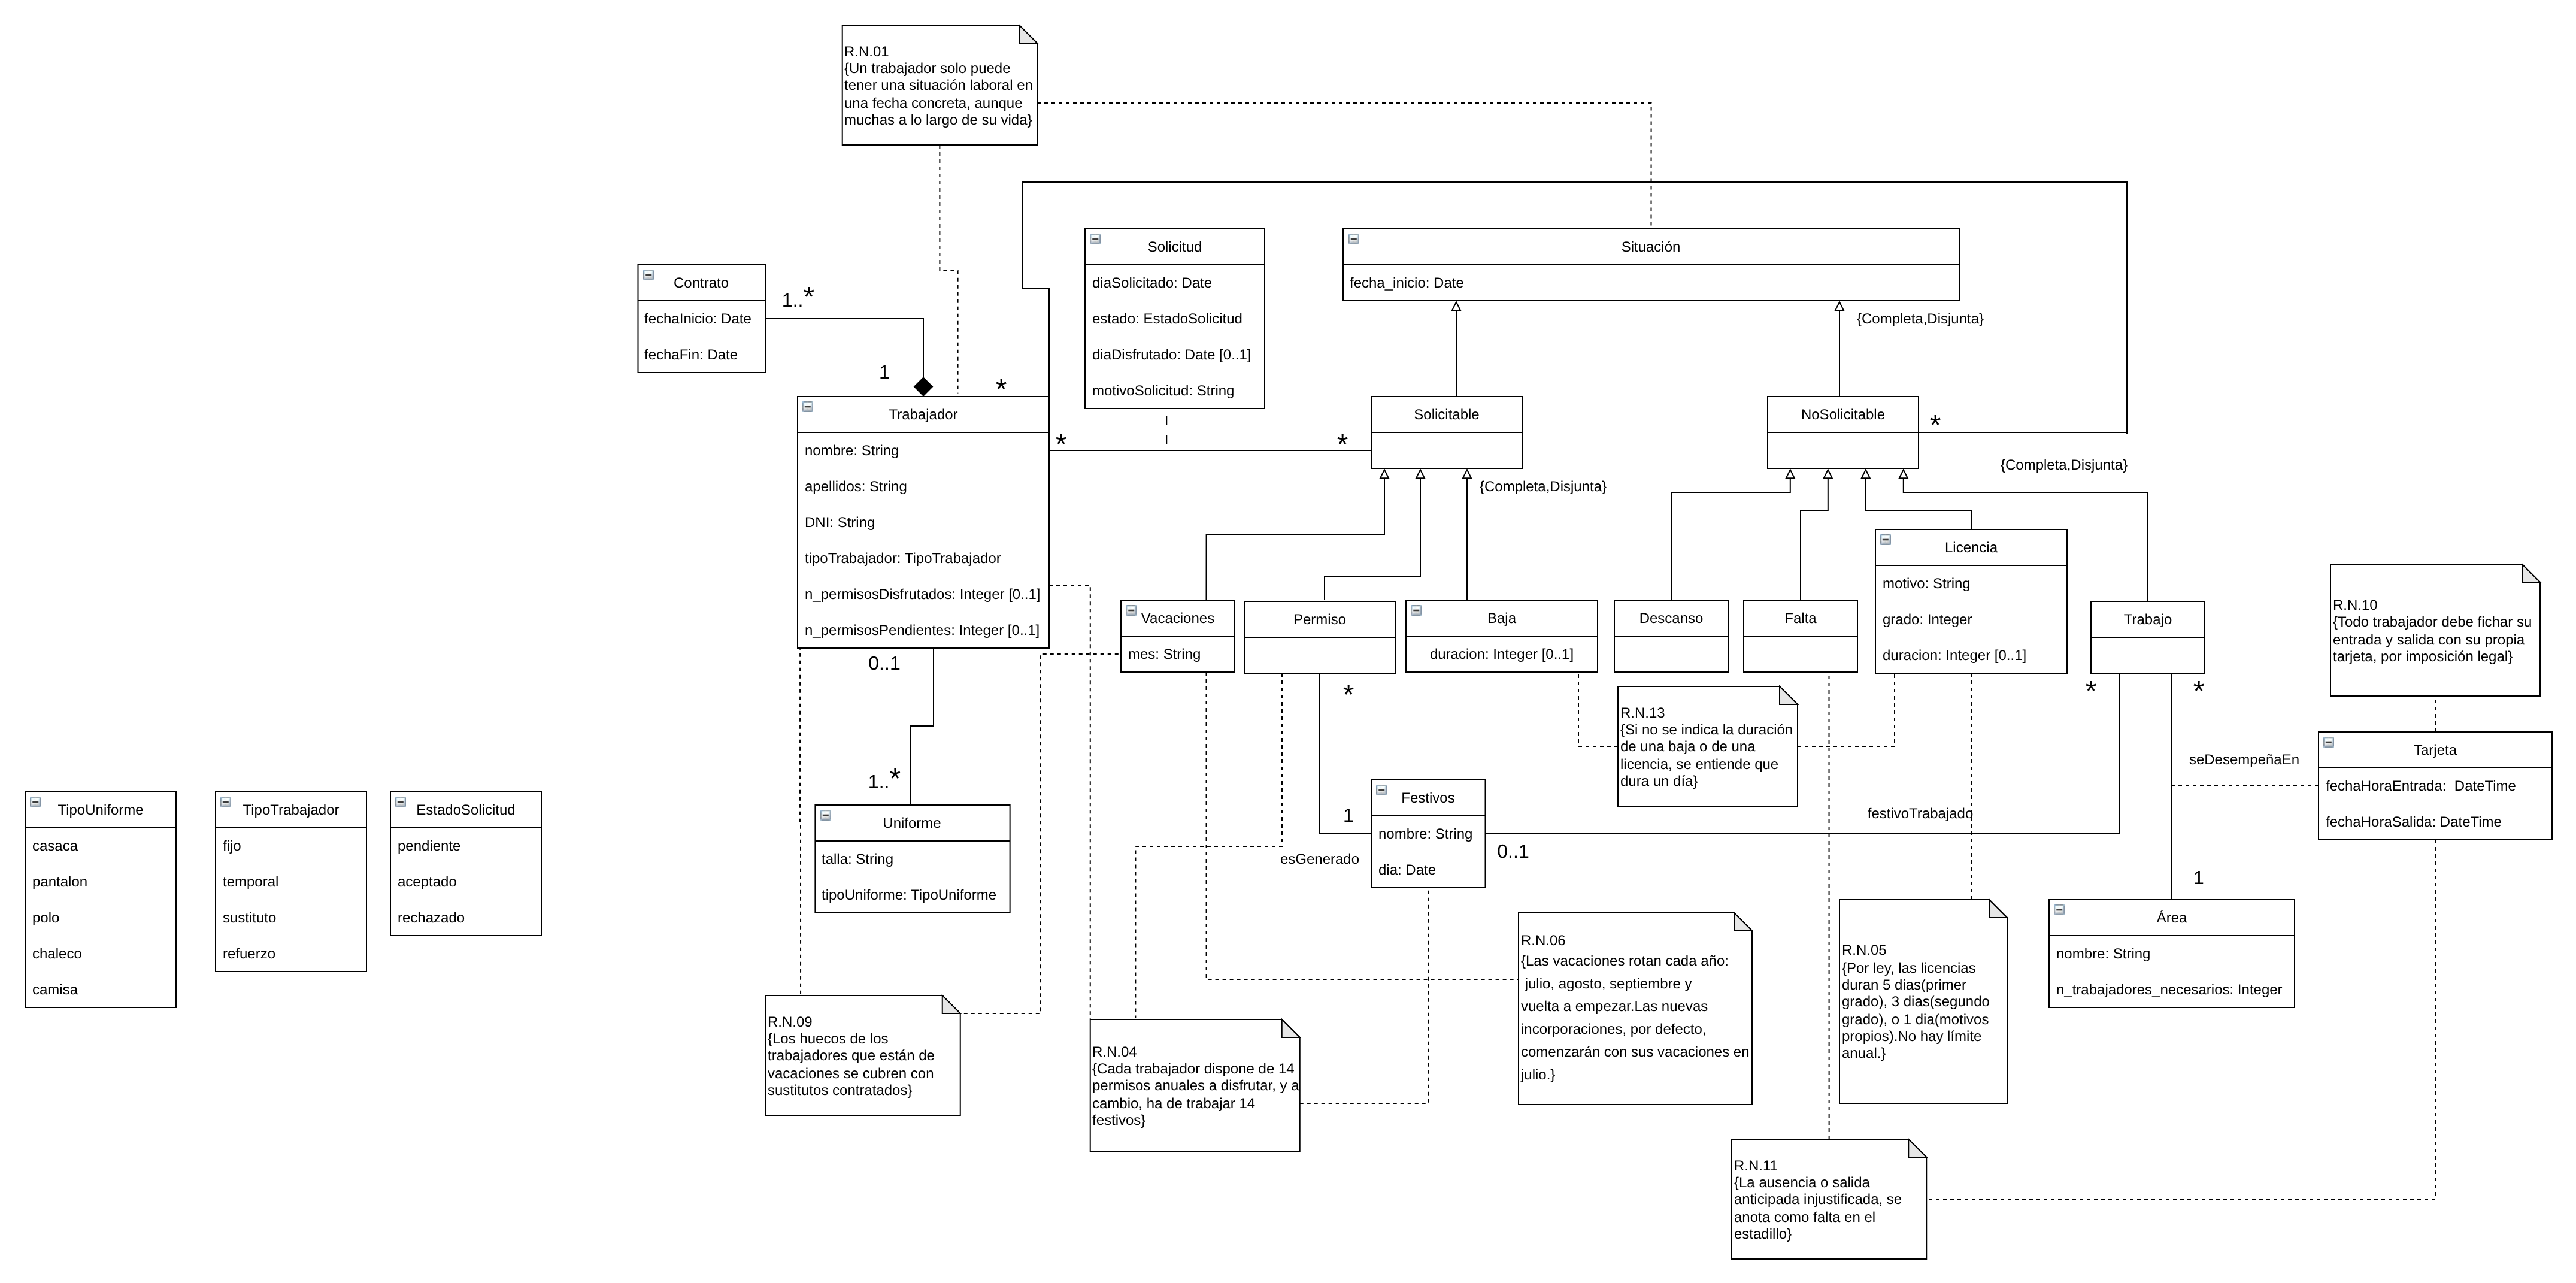 R.N.01
{Un trabajador solo puede
tener una situación laboral en
una fecha concreta, aunque
muchas a lo largo de su vida}
Solicitud
diaSolicitado: Date
estado: EstadoSolicitud
diaDisfrutado: Date [0..1]
motivoSolicitud: String
Situación
fecha_inicio: Date
{Completa,Disjunta}
Contrato
fechaInicio: Date
fechaFin: Date
1..*
1
*
Trabajador
nombre: String
apellidos: String
DNI: String
tipoTrabajador: TipoTrabajador
n_permisosDisfrutados: Integer [0..1]
n_permisosPendientes: Integer [0..1]
*
*
Solicitable
{Completa,Disjunta}
NoSolicitable
*
{Completa,Disjunta}
Vacaciones
mes: String
Permiso
Baja
duracion: Integer [0..1]
Descanso
Falta
Licencia
motivo: String
grado: Integer
duracion: Integer [0..1]
Trabajo
R.N.10
{Todo trabajador debe fichar su
entrada y salida con su propia
tarjeta, por imposición legal}
0..1
1..*
*
*
*
R.N.13
{Si no se indica la duración
de una baja o de una
licencia, se entiende que
dura un día}
seDesempeñaEn
Tarjeta
fechaHoraEntrada:  DateTime
fechaHoraSalida: DateTime
TipoUniforme
casaca
pantalon
polo
chaleco
camisa
TipoTrabajador
fijo
temporal
sustituto
refuerzo
EstadoSolicitud
pendiente
aceptado
rechazado
Uniforme
talla: String
tipoUniforme: TipoUniforme
1
esGenerado
Festivos
nombre: String
dia: Date
0..1
festivoTrabajado
1
Área
nombre: String
n_trabajadores_necesarios: Integer
R.N.06
{Las vacaciones rotan cada año:
julio, agosto, septiembre y
vuelta a empezar.Las nuevas
incorporaciones, por defecto,
comenzarán con sus vacaciones en
julio.}
R.N.05
{Por ley, las licencias
duran 5 dias(primer
grado), 3 dias(segundo
grado), o 1 dia(motivos
propios).No hay límite
anual.}
R.N.09
{Los huecos de los
trabajadores que están de
vacaciones se cubren con
sustitutos contratados}
R.N.04
{Cada trabajador dispone de 14
permisos anuales a disfrutar, y a
cambio, ha de trabajar 14
festivos}
R.N.11
{La ausencia o salida
anticipada injustificada, se
anota como falta en el
estadillo}